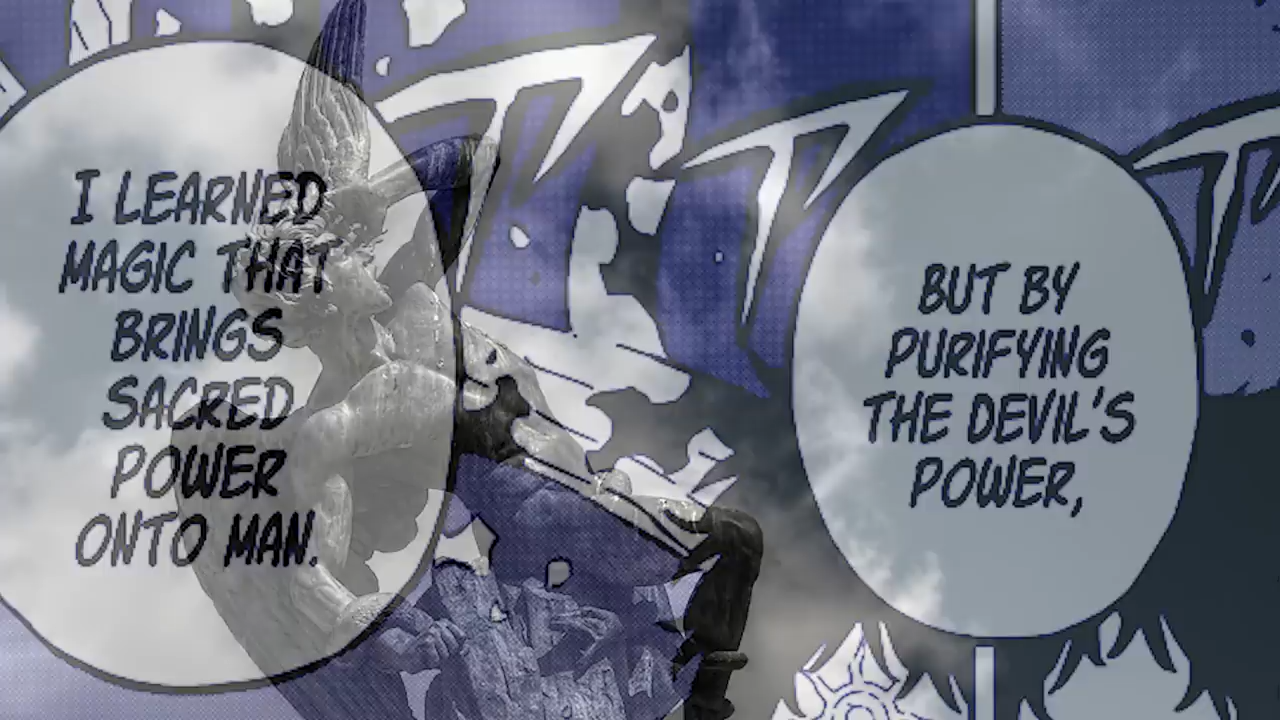 I LEARNED
MAGIC THAT
BRINGS
SACRED
POWER
ONTO MAN.
BUT BY
PURIFYING
THE DEVIL'S
POWER,